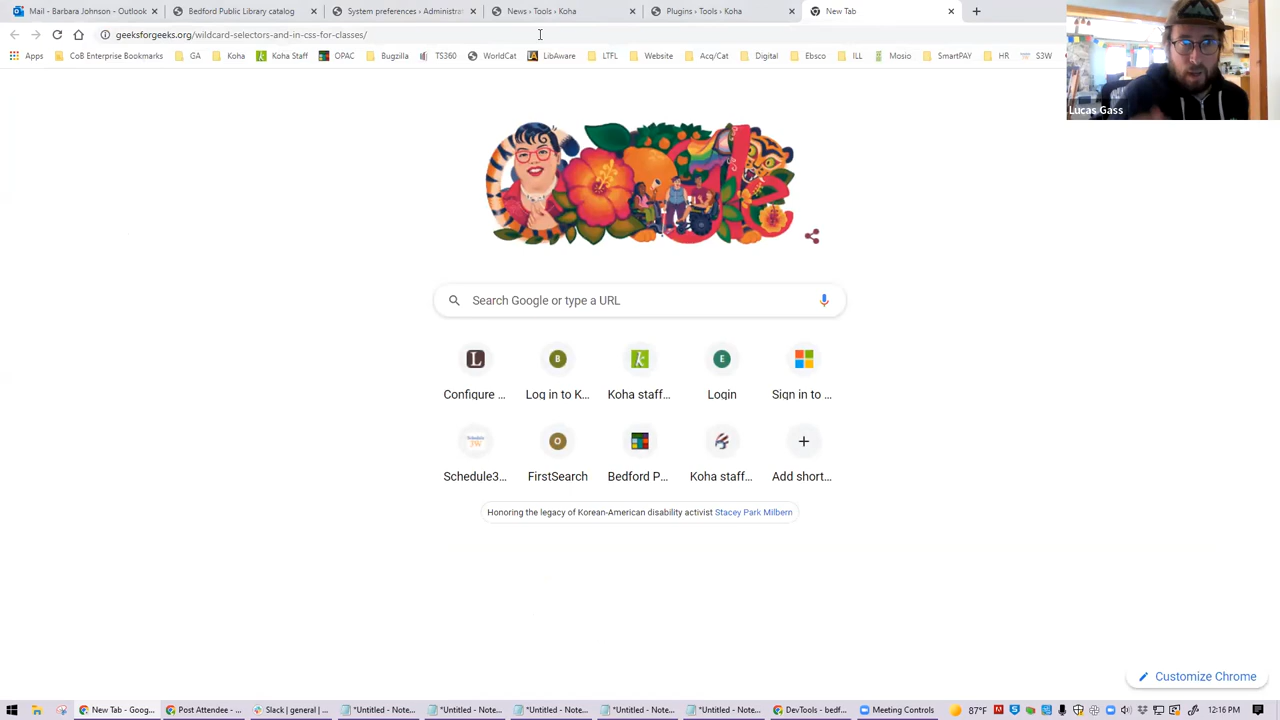 Mail - Barbara Johnson - Outlook
Bedford Public Library catalog
System preferences › Administra
News › Tools › Koha
Plugins › Tools › Koha
New Tab
geeksforgeeks.org/wildcard-selectors-and-in-css-for-classes/
Apps
CoB Enterprise Bookmarks
GA
Koha
Koha Staff
OPAC
Bugzilla
TS360
WorldCat
LibAware
LTFL
Website
Acq/Cat
Digital
Ebsco
ILL
Mosio
SmartPAY
HR
S3W
Lucas Gass
Search Google or type a URL
Configure ...
Log in to K...
Koha staff...
Login
Sign in to ...
Schedule3...
FirstSearch
Bedford P...
Koha staff...
Add short...
Honoring the legacy of Korean-American disability activist Stacey Park Milbern
Customize Chrome
New Tab - Goog...
Post Attendee - ...
Slack | general | ...
*Untitled - Note...
*Untitled - Note...
*Untitled - Note...
*Untitled - Note...
*Untitled - Note...
DevTools - bedf...
Meeting Controls
87°F
12:16 PM